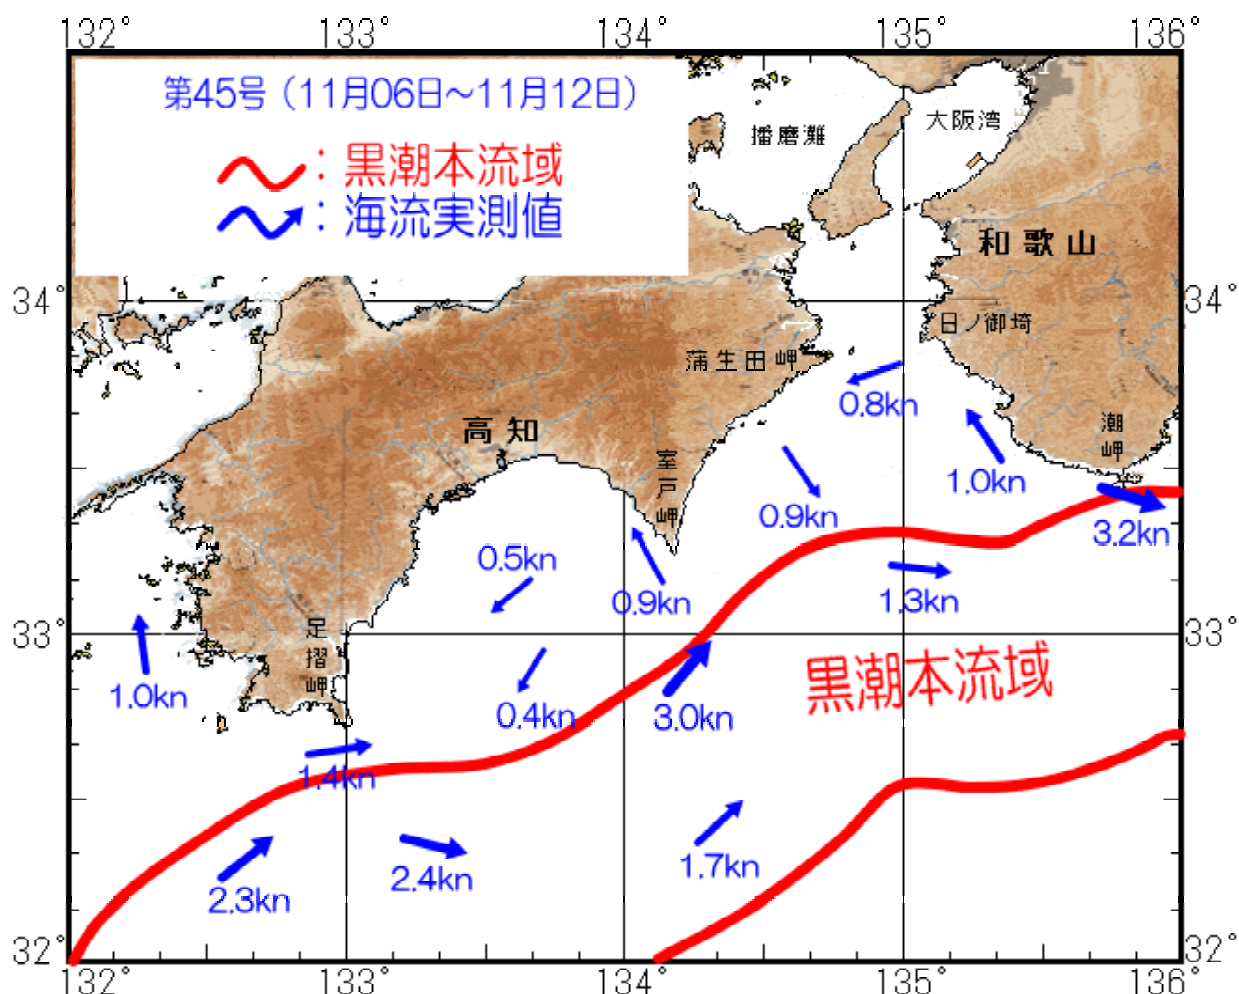 132° 133° 134° 135° 136°
第45号（11月06日～11月12日）
：黒潮本流域
：海流実測値
播磨灘
大阪湾
和歌山
34° 34°
日ノ御埼
蒲生田岬
0.8kn
潮岬
高知
室戸岬
1.0kn
0.9kn
3.2kn
0.5kn
0.9kn
1.3kn
33° 33°
足摺岬
黒潮本流域
1.0kn
0.4kn
3.0kn
1.4kn
1.7kn
2.4kn
2.3kn
32° 32°
132° 133° 134° 135° 136°